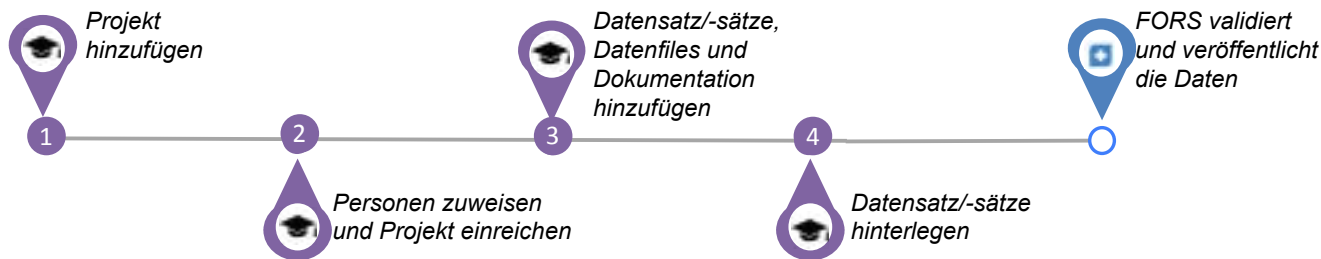 Projekt
hinzufügen
Datensatz/-sätze,
Datenfiles und
Dokumentation
hinzufügen
FORS validiert
und veröffentlicht
die Daten
1
2
3
4
Personen zuweisen
und Projekt einreichen
Datensatz/-sätze
hinterlegen